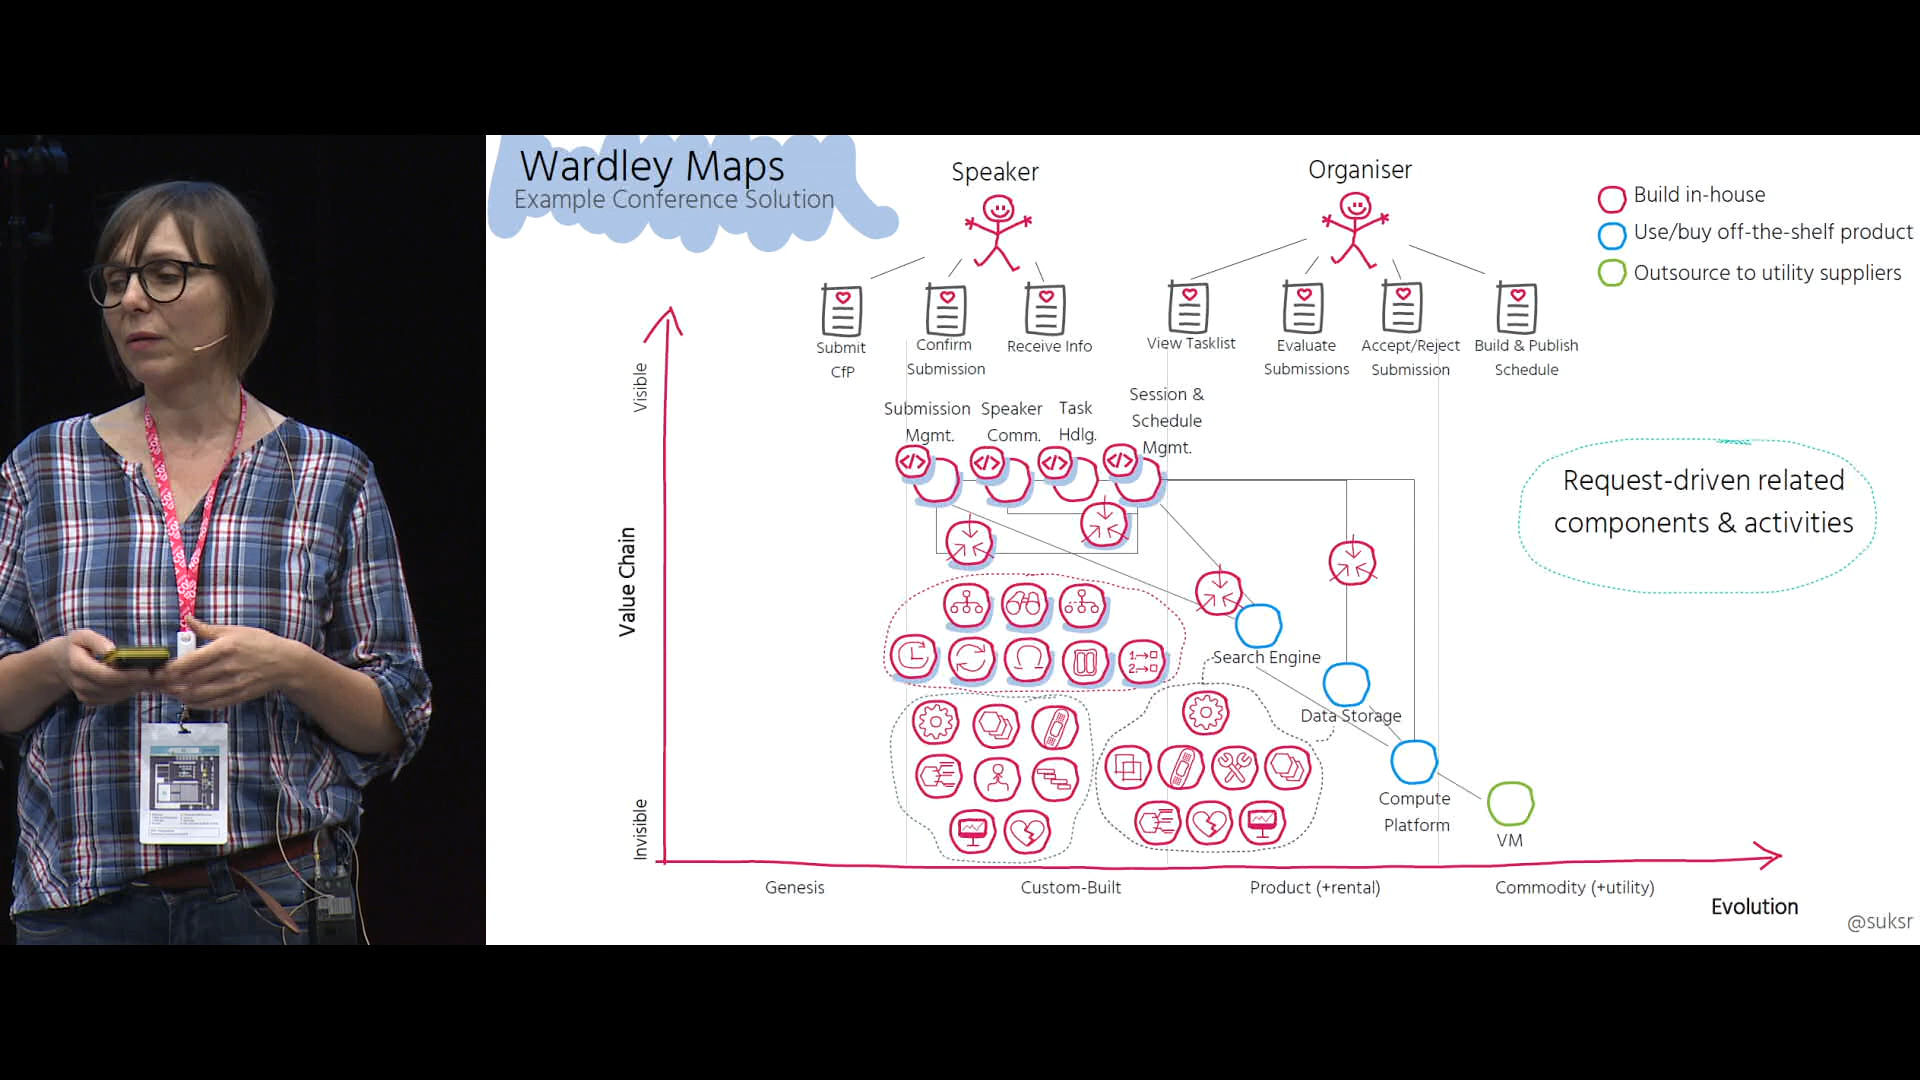 Wardley Maps
Example Conference Solution
Speaker
Organiser
Build in-house
Use/buy off-the-shelf product
Outsource to utility suppliers
Submit
CfP
Confirm
Submission
Receive Info
View Tasklist
Evaluate
Submissions
Accept/Reject
Submission
Build & Publish
Schedule
Visible
Value Chain
Invisible
Submission
Mgmt.
Speaker
Comm.
Task
Hdlg.
Session &
Schedule
Mgmt.
</>
</>
</>
</>
Request-driven related
components & activities
1→□
2→□
Search Engine
Data Storage
Compute
Platform
VM
Genesis
Custom-Built
Product (+rental)
Commodity (+utility)
Evolution
@suksr